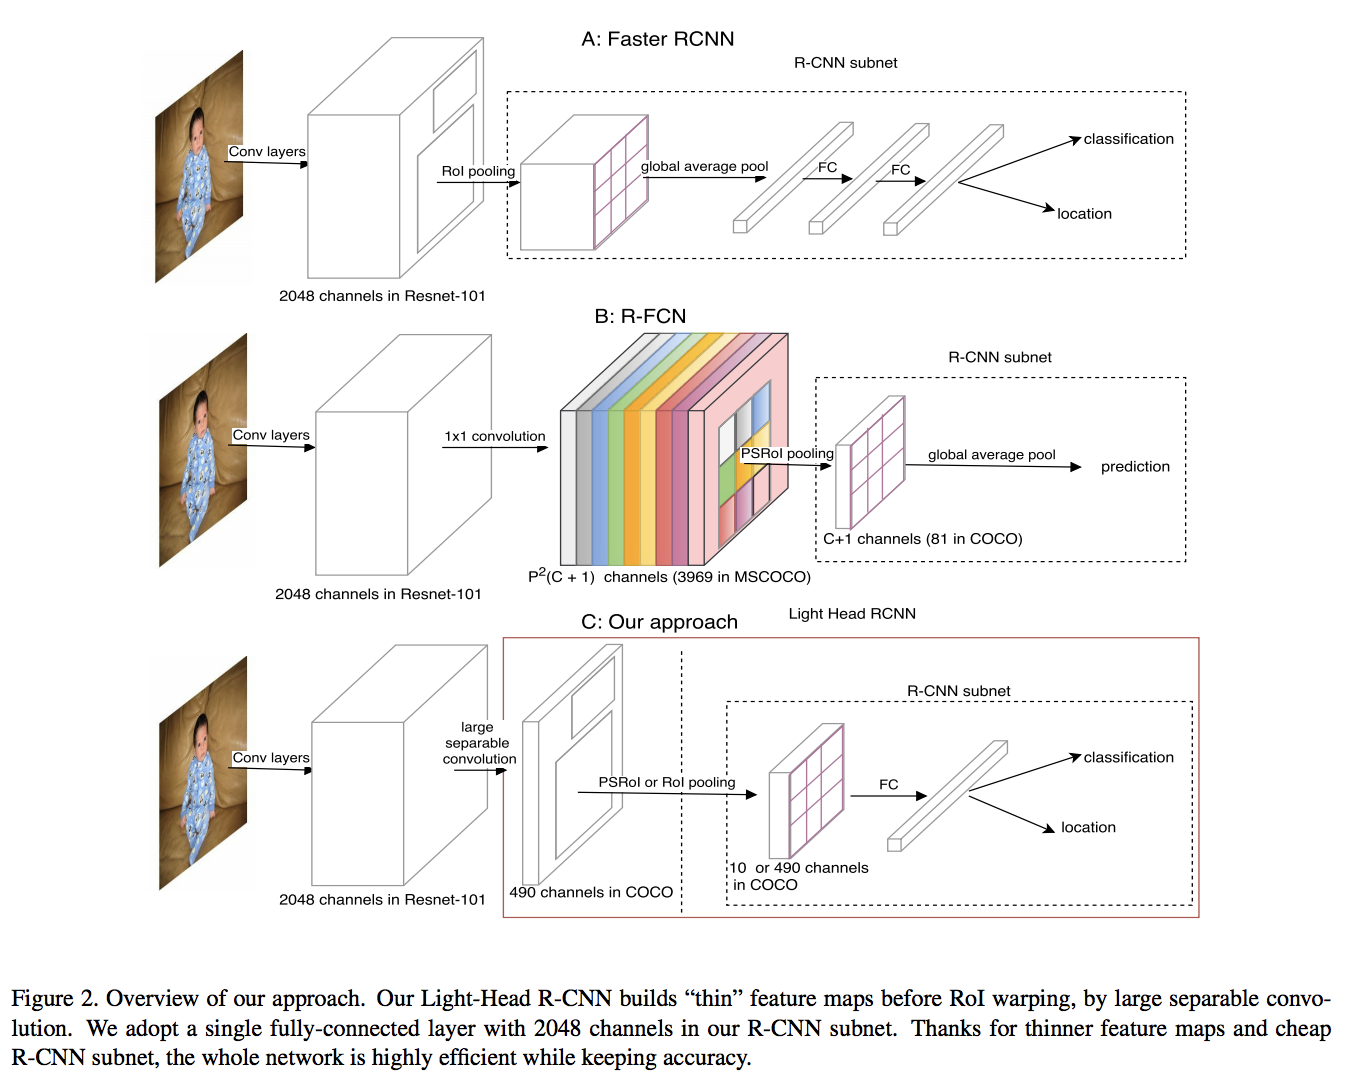 A: Faster RCNN
R-CNN subnet
Conv layers
RoI pooling
global average pool
FC
FC
classification
location
2048 channels in Resnet-101
B: R-FCN
R-CNN subnet
Conv layers
1x1 convolution
PSRoI pooling
global average pool
prediction
C+1 channels (81 in COCO)
P²(C + 1) channels (3969 in MSCOCO)
2048 channels in Resnet-101
C: Our approach
Light Head RCNN
R-CNN subnet
Conv layers
large
separable
convolution
PSRoI or RoI pooling
FC
classification
location
10 or 490 channels
in COCO
490 channels in COCO
2048 channels in Resnet-101
Figure 2. Overview of our approach. Our Light-Head R-CNN builds “thin” feature maps before RoI warping, by large separable convo-
lution. We adopt a single fully-connected layer with 2048 channels in our R-CNN subnet. Thanks for thinner feature maps and cheap
R-CNN subnet, the whole network is highly efficient while keeping accuracy.